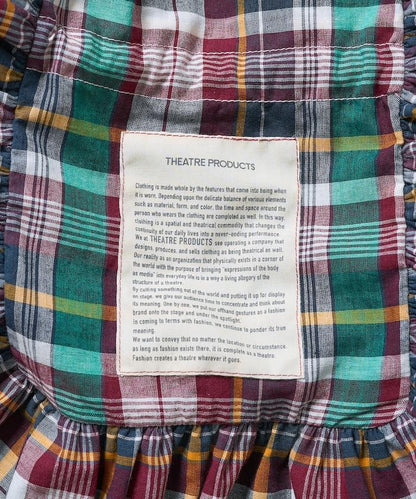 THEATRE PRODUCTS
Clothing is made whole by the features that come into being when
it is worn. Depending upon the delicate balance of various elements
such as material, form, and color, the time and space around the
person who wears the clothing are completed as well. In this way,
clothing is a spatial and theatrical commodity that changes the
continuity of our daily lives into a never-ending performance.
We at THEATRE PRODUCTS see operating a company that
designs, produces, and sells clothing as being theatrical as well.
Our reality as an organization that physically exists in a corner of
the world with the purpose of bringing "expressions of the body
as media" into everyday life is in a way a living allegory of the
structure of a theatre.
By cutting something out of the world and putting it up for display
on stage, we give our audience time to concentrate and think about
its meaning. One by one, we put our offhand gestures as a fashion
brand onto the stage and under the spotlight,
in coming to terms with fashion, we continue to ponder its true
meaning.
We want to convey that no matter the location or circumstance,
as long as fashion exists there, it is complete as a theatre.
Fashion creates a theatre wherever it goes.